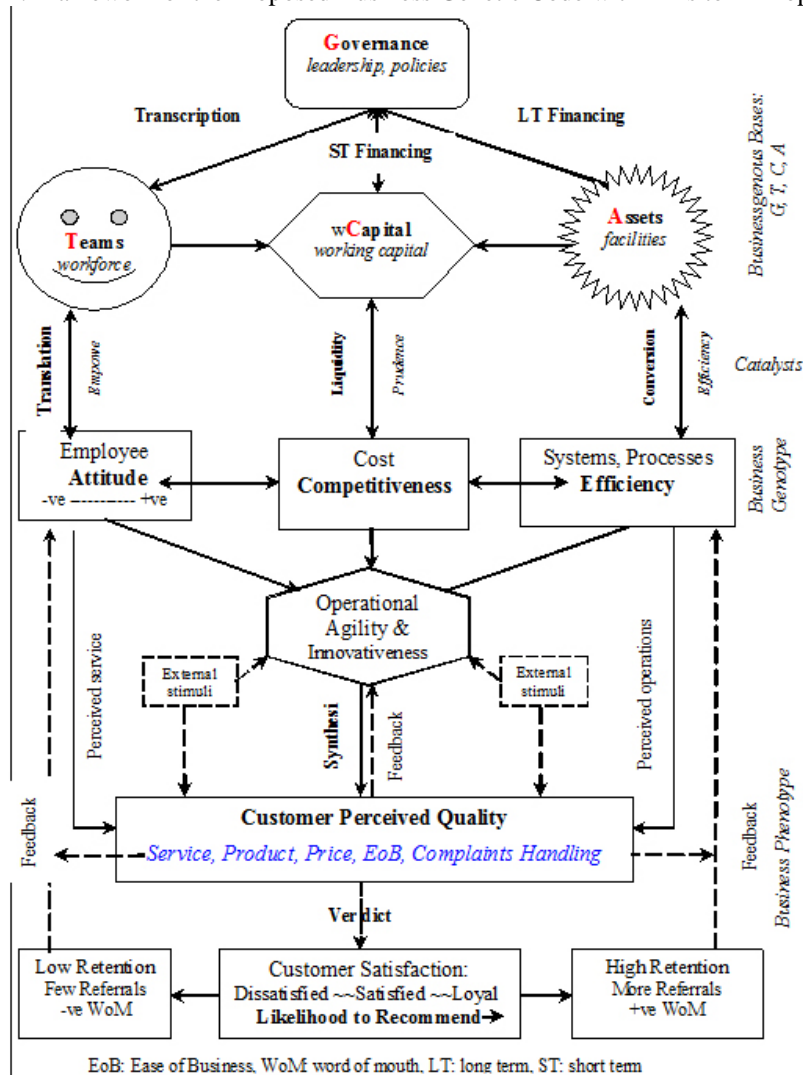 Governance
leadership, policies
Transcription
LT Financing
ST Financing
Businessgenous Bases:
G, T, C, A
Teams
workforce
wCapital
working capital
Assets
facilities
Translation
Empowe
Liquidity
Prudence
Conversion
Efficiency
Catalysts
Employee
Attitude
-ve ----------- +ve
Cost
Competitiveness
Systems, Processes
Efficiency
Business
Genotype
Operational
Agility &
Innovativeness
External
stimuli
External
stimuli
Perceived service
Synthesi
Feedback
Perceived operations
Feedback
Customer Perceived Quality
Service, Product, Price, EoB, Complaints Handling
Feedback
Business Phenotype
Verdict
Low Retention
Few Referrals
-ve WoM
Customer Satisfaction:
Dissatisfied ~~Satisfied ~~Loyal
Likelihood to Recommend
High Retention
More Referrals
+ve WoM
EoB: Ease of Business, WoM: word of mouth, LT: long term, ST: short term